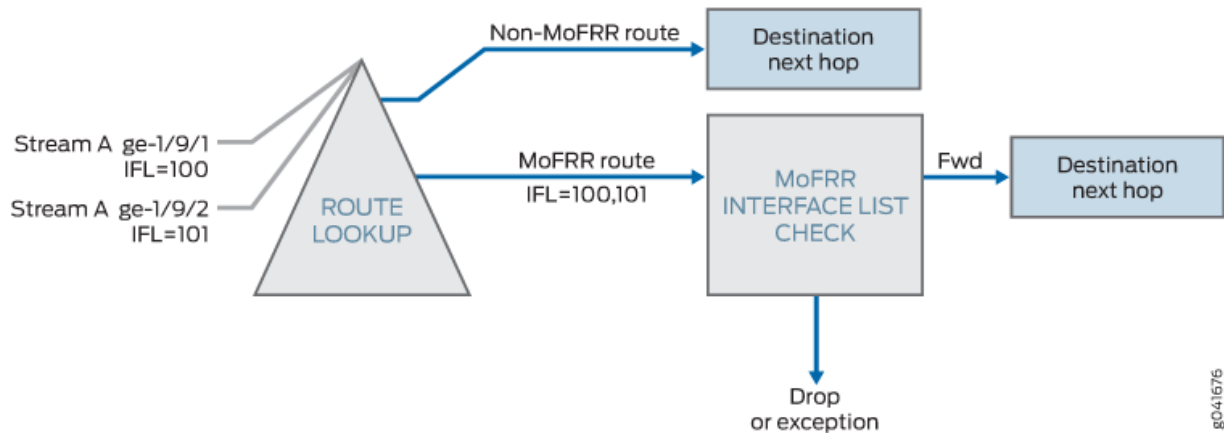 Non-MoFRR route
Destination
next hop
Stream A ge-1/9/1
IFL=100
Stream A ge-1/9/2
IFL=101
ROUTE
LOOKUP
MoFRR route
IFL=100,101
MoFRR
INTERFACE LIST
CHECK
Fwd
Destination
next hop
Drop
or exception
g041676